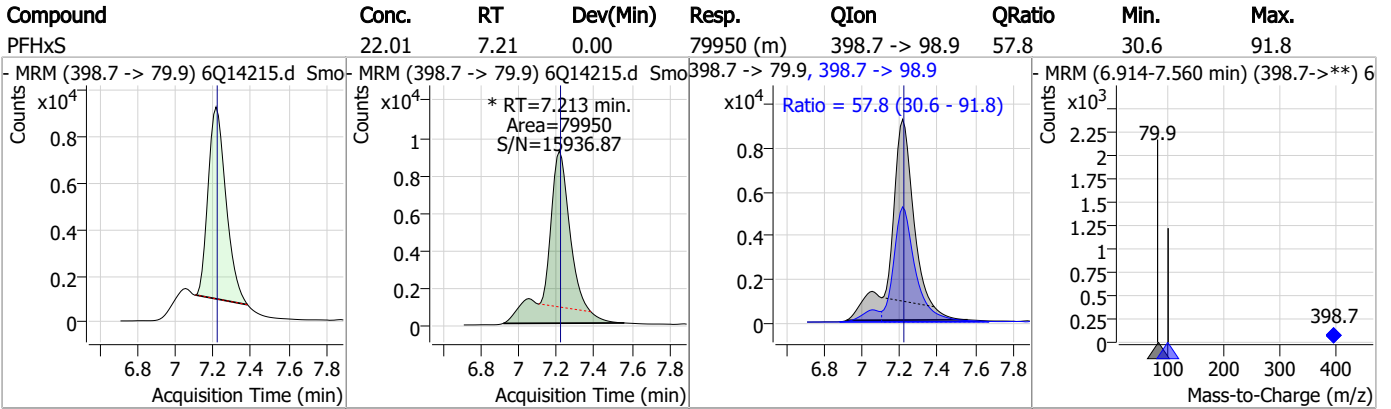 Compound Conc. RT Dev(Min) Resp. QIon QRatio Min. Max.
PFHxS 22.01 7.21 0.00 79950 (m) 398.7 -> 98.9 57.8 30.6 91.8
- MRM (398.7 -> 79.9) 6Q14215.d Smo
Counts
x10⁴
0.8
0.6
0.4
0.2
0
6.8 7 7.2 7.4 7.6 7.8
Acquisition Time (min)
- MRM (398.7 -> 79.9) 6Q14215.d Smo
Counts
x10⁴
* RT=7.213 min.
Area=79950
S/N=15936.87
1
0.8
0.6
0.4
0.2
0
6.8 7 7.2 7.4 7.6 7.8
Acquisition Time (min)
398.7 -> 79.9, 398.7 -> 98.9
Counts
x10⁴
Ratio = 57.8 (30.6 - 91.8)
0.8
0.6
0.4
0.2
0
6.8 7 7.2 7.4 7.6 7.8
Acquisition Time (min)
- MRM (6.914-7.560 min) (398.7->**) 6
Counts
x10³
79.9
2.25
2
1.75
1.5
1.25
1
0.75
0.5
0.25
0
398.7
100 200 300 400
Mass-to-Charge (m/z)